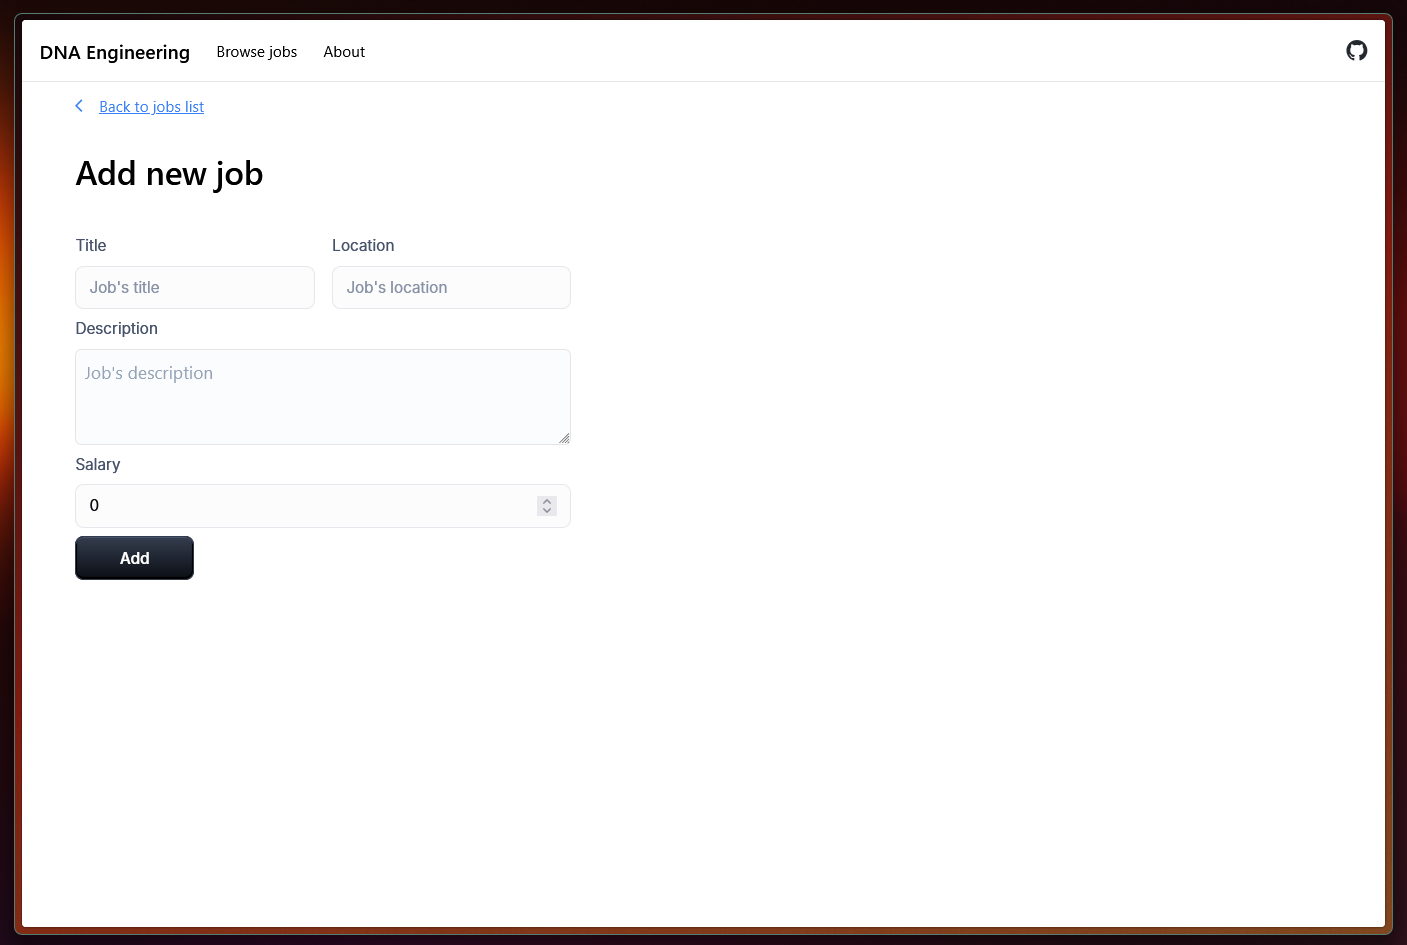 DNA Engineering Browse jobs About
Back to jobs list
Add new job
Title Location
Job's title Job's location
Description
Job's description
Salary
0
Add